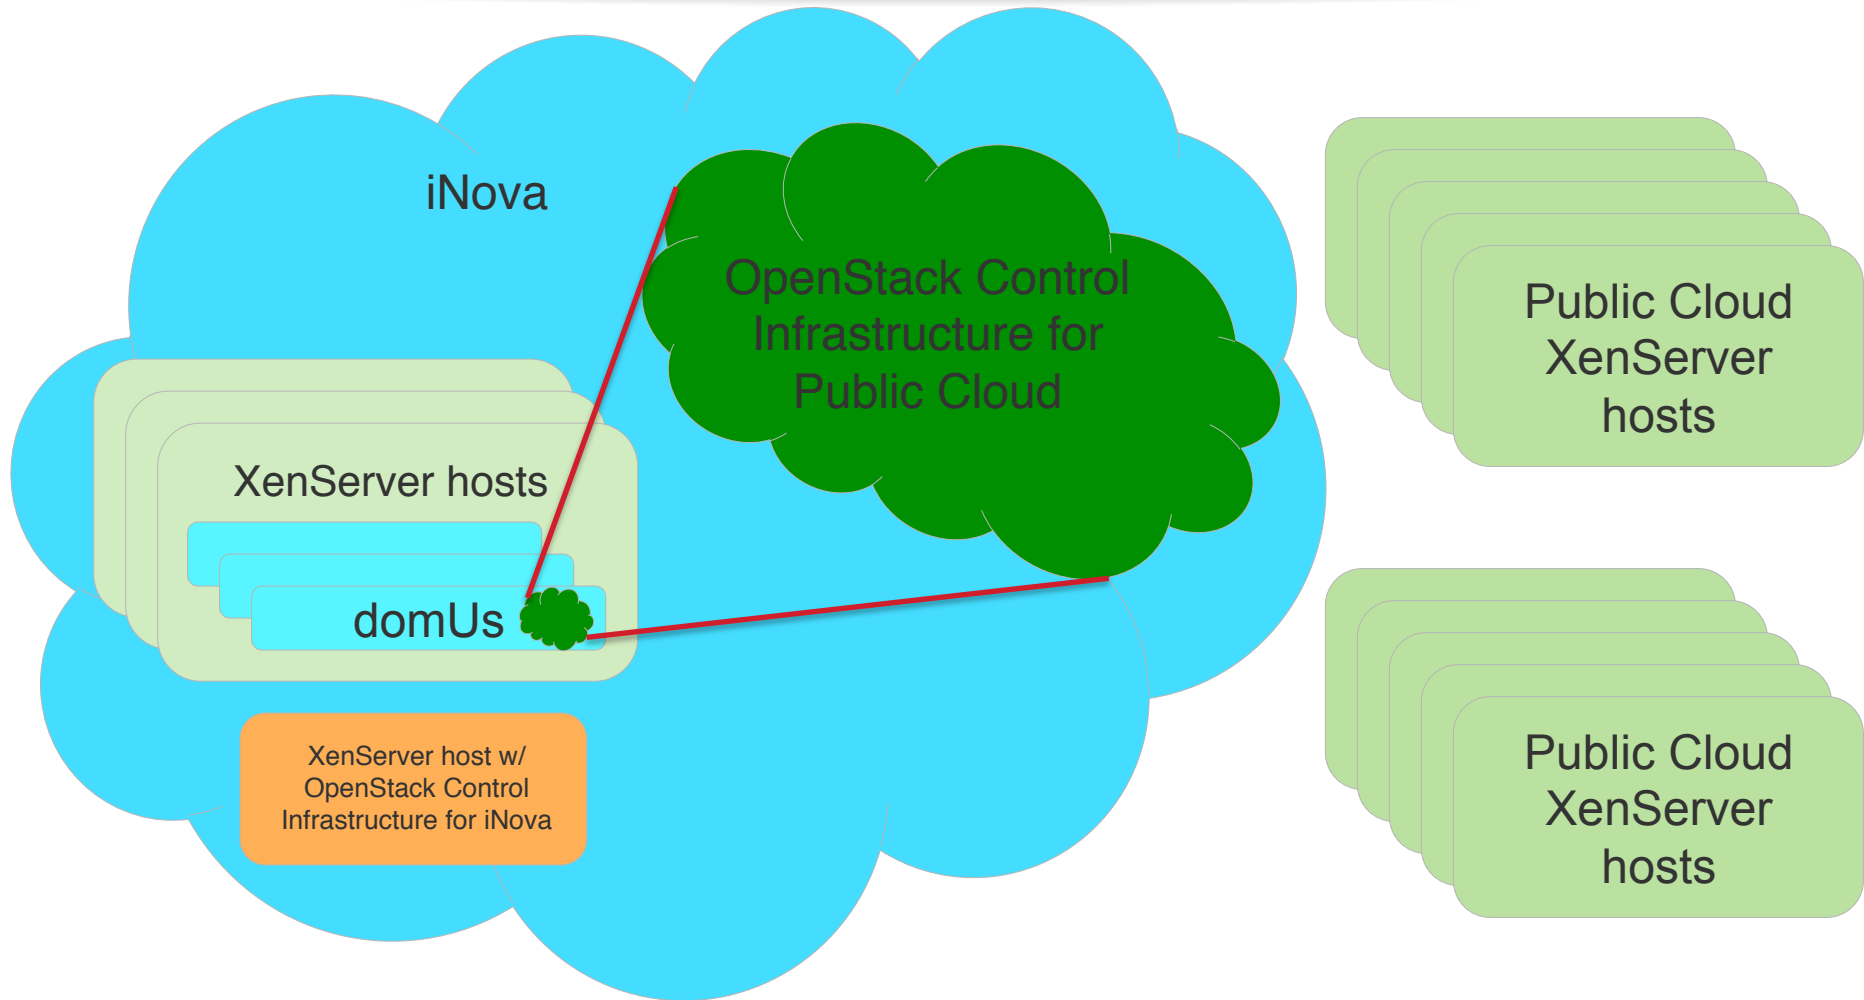 iNova
OpenStack Control
Infrastructure for
Public Cloud
XenServer hosts
domUs
XenServer host w/
OpenStack Control
Infrastructure for iNova
Public Cloud
XenServer
hosts
Public Cloud
XenServer
hosts